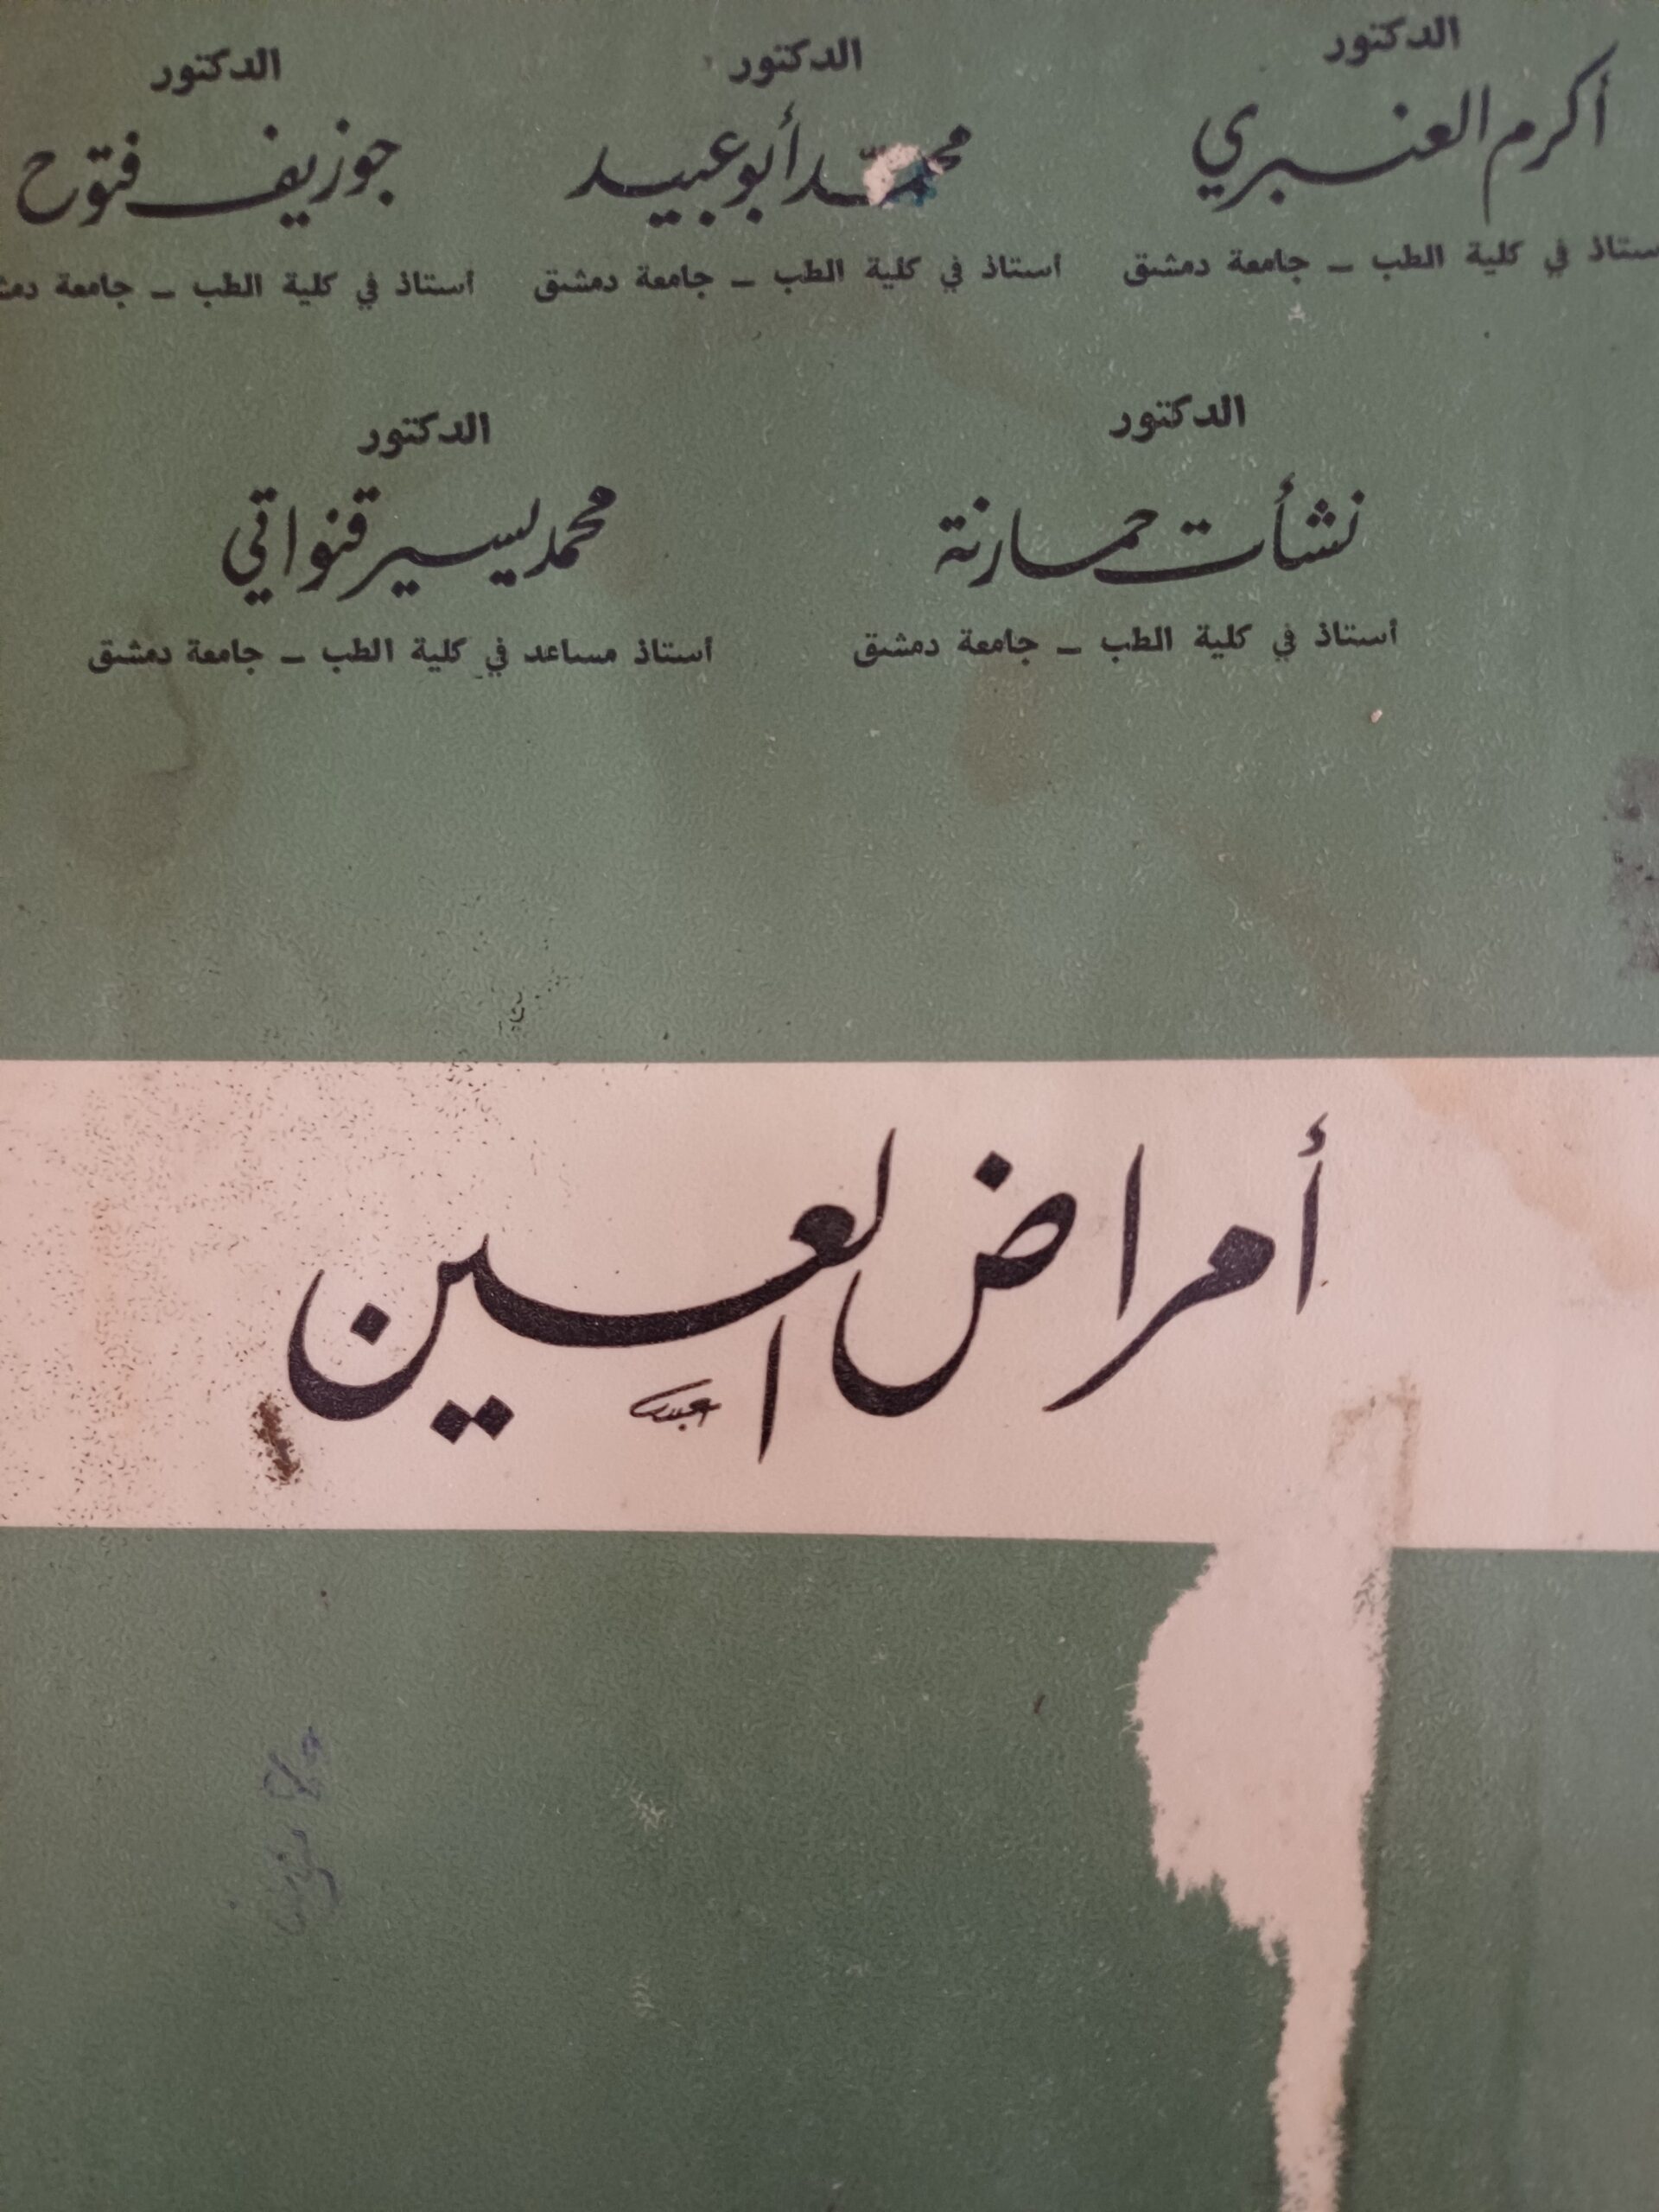 الدكتور الدكتور الدكتور
أكرم العنبري محمد أبو عبيد جوزيف فتوح
ستاذ في كلية الطب ـ جامعة دمشق أستاذ في كلية الطب ـ جامعة دمشق أستاذ في كلية الطب ـ جامعة دمش
الدكتور الدكتور
نشأت حمارنة محمد يسير قنواتي
أستاذ في كلية الطب ـ جامعة دمشق أستاذ مساعد في كلية الطب ـ جامعة دمشق
أمراض العين